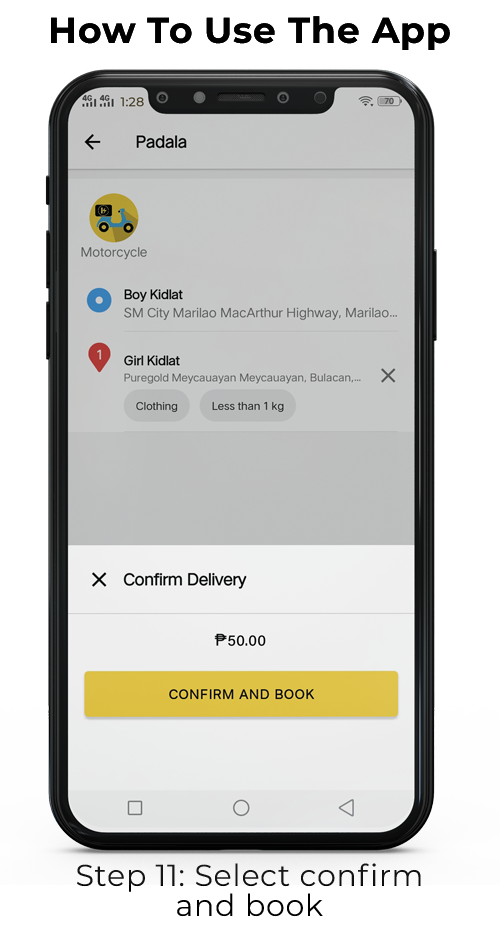 How To Use The App
4G 4G 1:28 70
Padala
Motorcycle
Boy Kidlat
SM City Marilao MacArthur Highway, Marilao...
1
Girl Kidlat
Puregold Meycauayan Meycauayan, Bulacan,...
Clothing Less than 1 kg
Confirm Delivery
₱50.00
CONFIRM AND BOOK
Step 11: Select confirm
and book